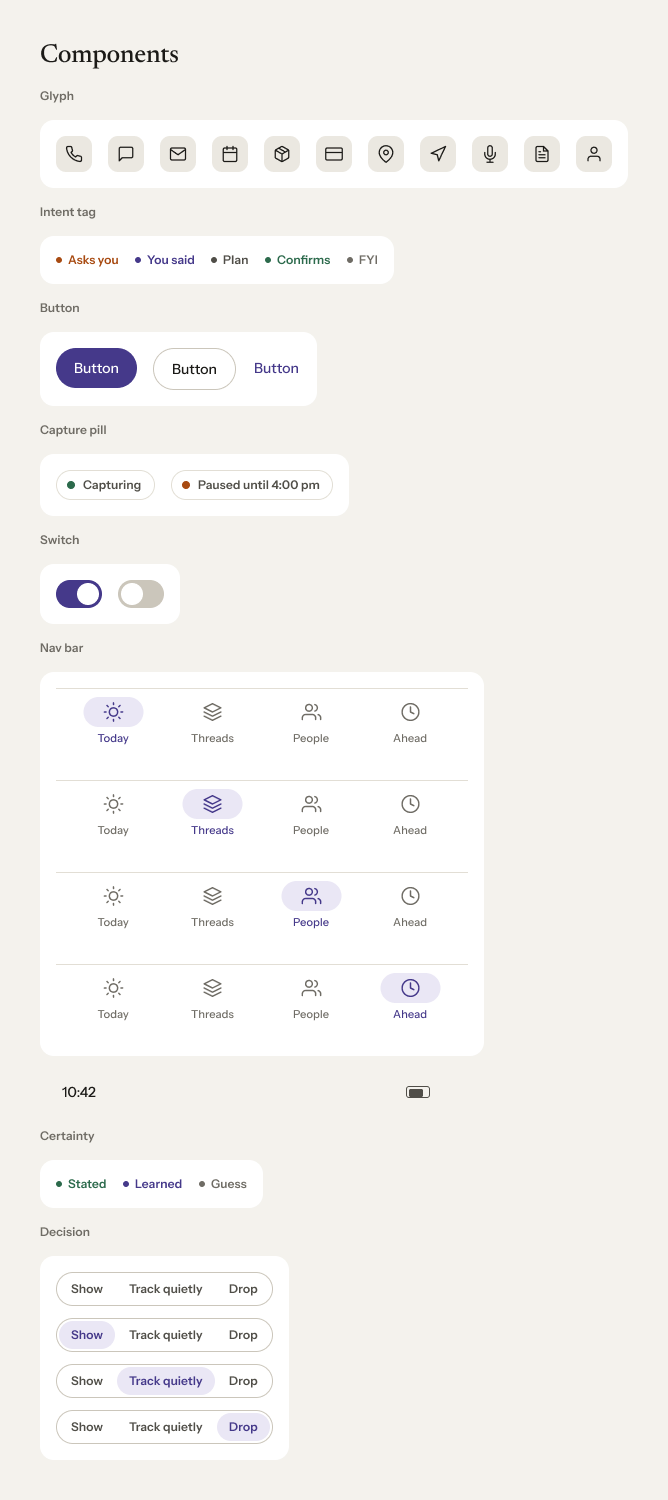 Components
Glyph
Intent tag
Asks you You said Plan Confirms FYI
Button
Button Button Button
Capture pill
Capturing Paused until 4:00 pm
Switch
Nav bar
Today Threads People Ahead
Today Threads People Ahead
Today Threads People Ahead
Today Threads People Ahead
10:42
Certainty
Stated Learned Guess
Decision
Show Track quietly Drop
Show Track quietly Drop
Show Track quietly Drop
Show Track quietly Drop